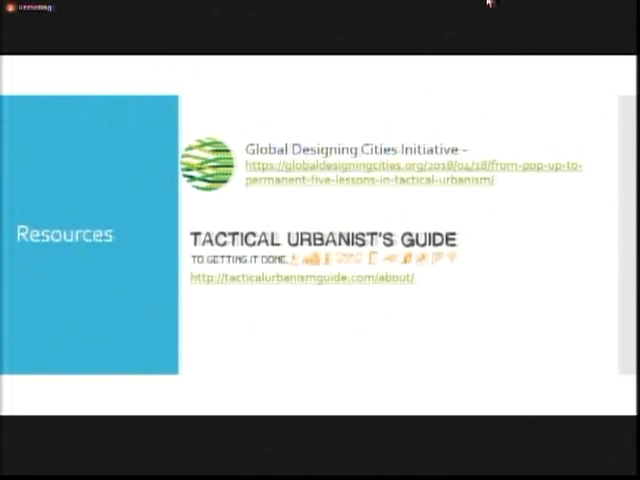 Resources
Global Designing Cities Initiative -
https://globaldesigningcities.org/2018/04/18/from-pop-up-to-
permanent-five-lessons-in-tactical-urbanism/
TACTICAL URBANIST'S GUIDE
TO GETTING IT DONE.
http://tacticalurbanismguide.com/about/